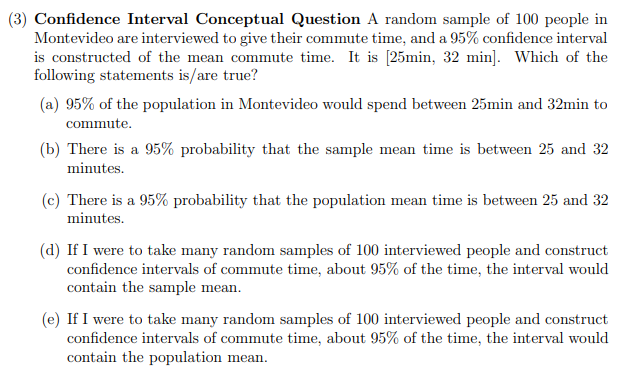 (3) Confidence Interval Conceptual Question A random sample of 100 people in
Montevideo are interviewed to give their commute time, and a 95% confidence interval
is constructed of the mean commute time. It is [25min, 32 min]. Which of the
following statements is/are true?
(a) 95% of the population in Montevideo would spend between 25min and 32min to
commute.
(b) There is a 95% probability that the sample mean time is between 25 and 32
minutes.
(c) There is a 95% probability that the population mean time is between 25 and 32
minutes.
(d) If I were to take many random samples of 100 interviewed people and construct
confidence intervals of commute time, about 95% of the time, the interval would
contain the sample mean.
(e) If I were to take many random samples of 100 interviewed people and construct
confidence intervals of commute time, about 95% of the time, the interval would
contain the population mean.